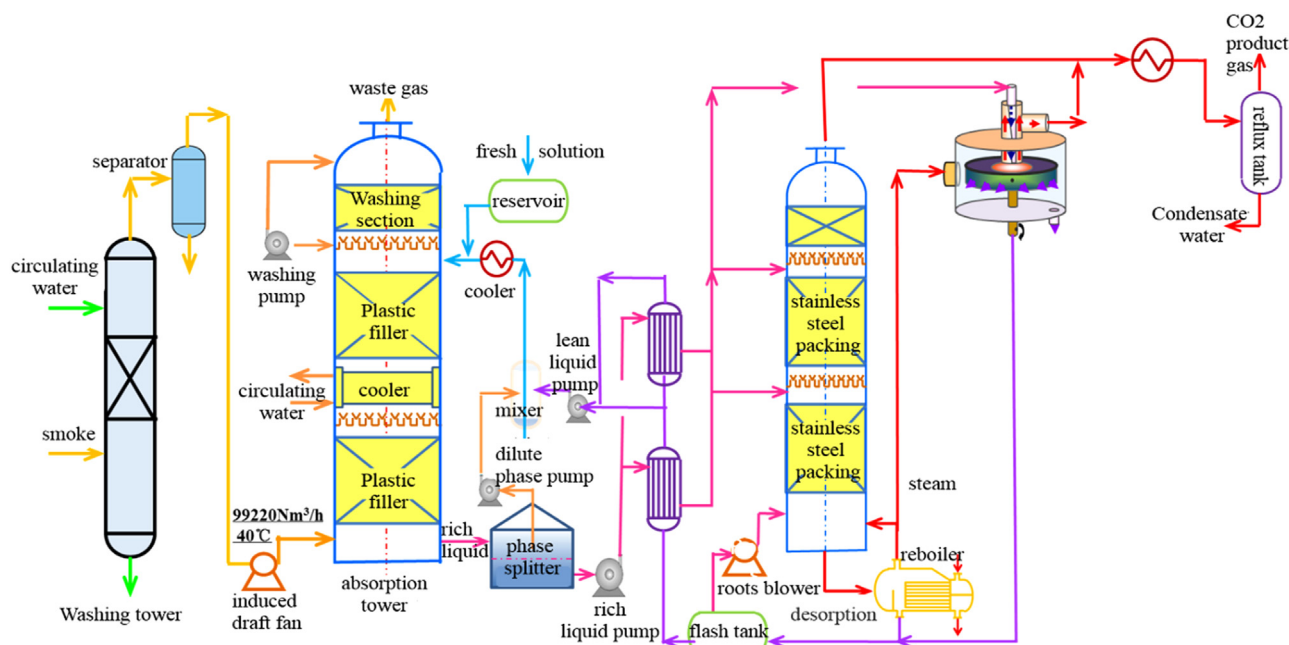 CO2
product
gas
waste gas
separator
fresh solution
reflux tank
Washing
section
reservoir
Condensate
water
circulating
water
washing
pump
cooler
Plastic
filler
stainless
steel
packing
lean
liquid
pump
cooler
circulating
water
mixer
smoke
dilute
phase pump
stainless
steel
packing
Plastic
filler
steam
99220Nm³/h
40℃
rich
liquid
phase
splitter
reboiler
induced
draft fan
absorption
tower
roots blower
Washing tower
rich
liquid pump
flash tank
desorption